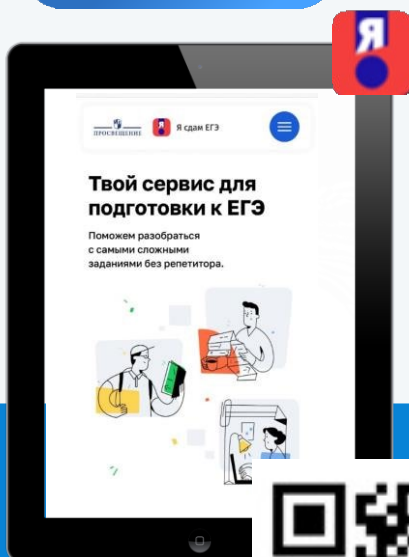 Я
ПРОСВЕЩЕНИЕ
Я сдам ЕГЭ
Твой сервис для
подготовки к ЕГЭ
Поможем разобраться
с самыми сложными
заданиями без репетитора.